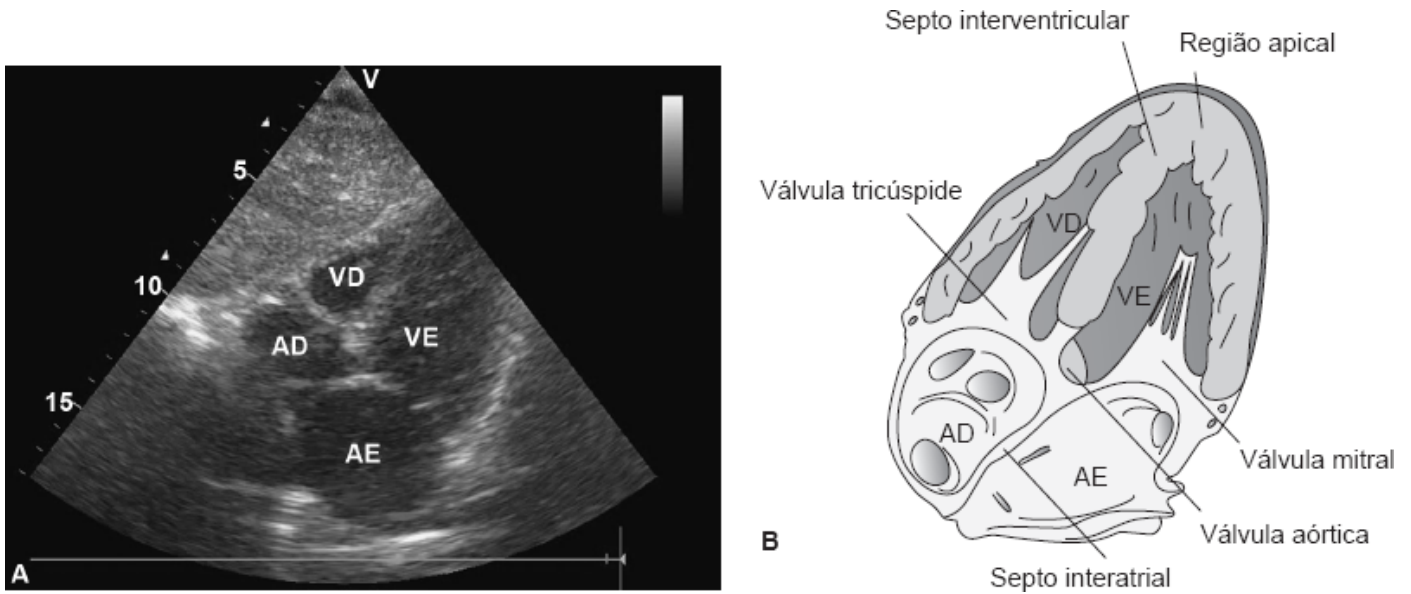 V
5
10
15
VD
AD
VE
AE
A
Septo interventricular
Região apical
Válvula tricúspide
VD
VE
AD
AE
Válvula mitral
Válvula aórtica
Septo interatrial
B